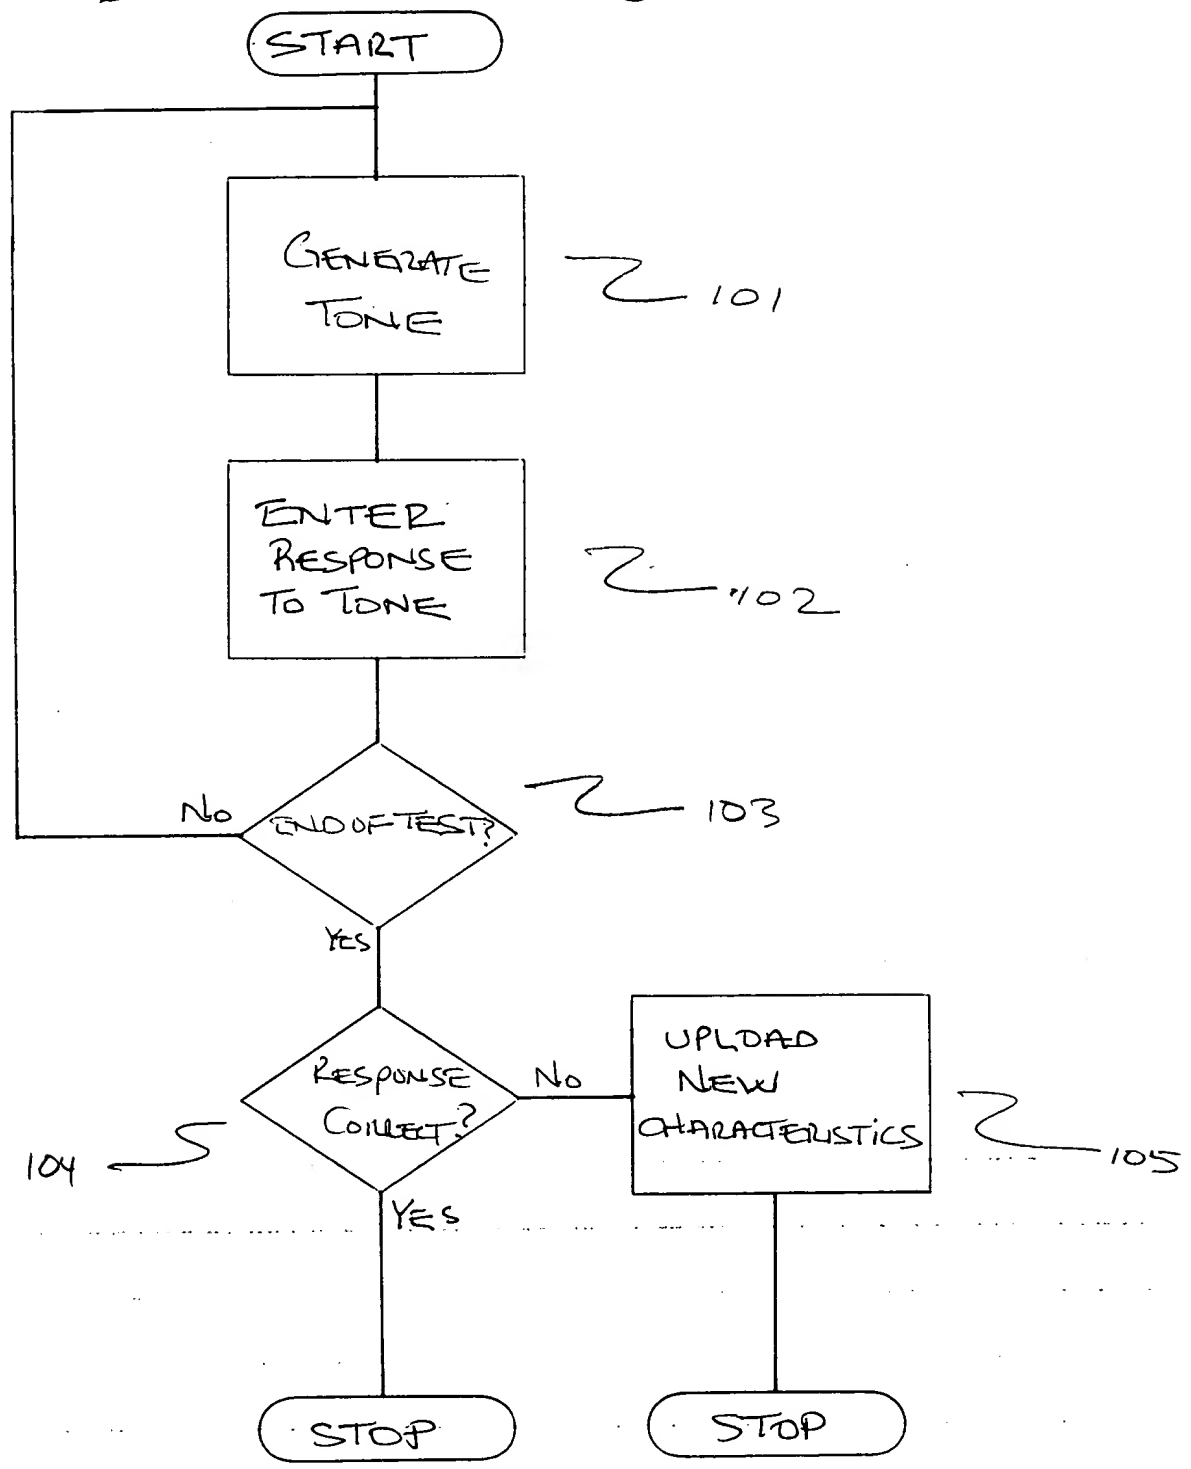 START
GENERATE
TONE
101
ENTER
RESPONSE
TO TONE
102
No
END OF TEST?
103
YES
RESPONSE
CORRECT?
No
UPLOAD
NEW
CHARACTERISTICS
104
105
YES
STOP
STOP